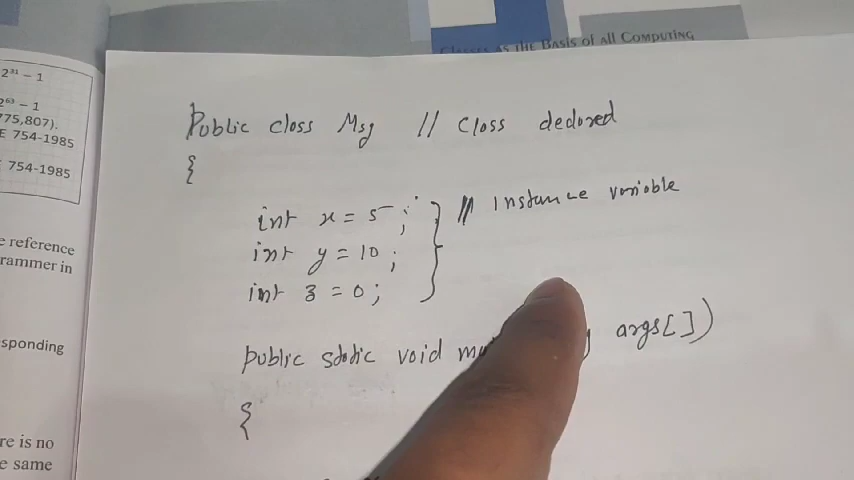 2³¹ – 1
2⁶³ – 1
775,807).
E 754-1985
754-1985
e reference
rammer in
sponding
re is no
e same
Classes as the Basis of all Computing
Public class Msg // Class declared
{
int x = 5 ;
int y = 10 ;
int z = 0 ;
} // Instance variable
public static void args[])
{